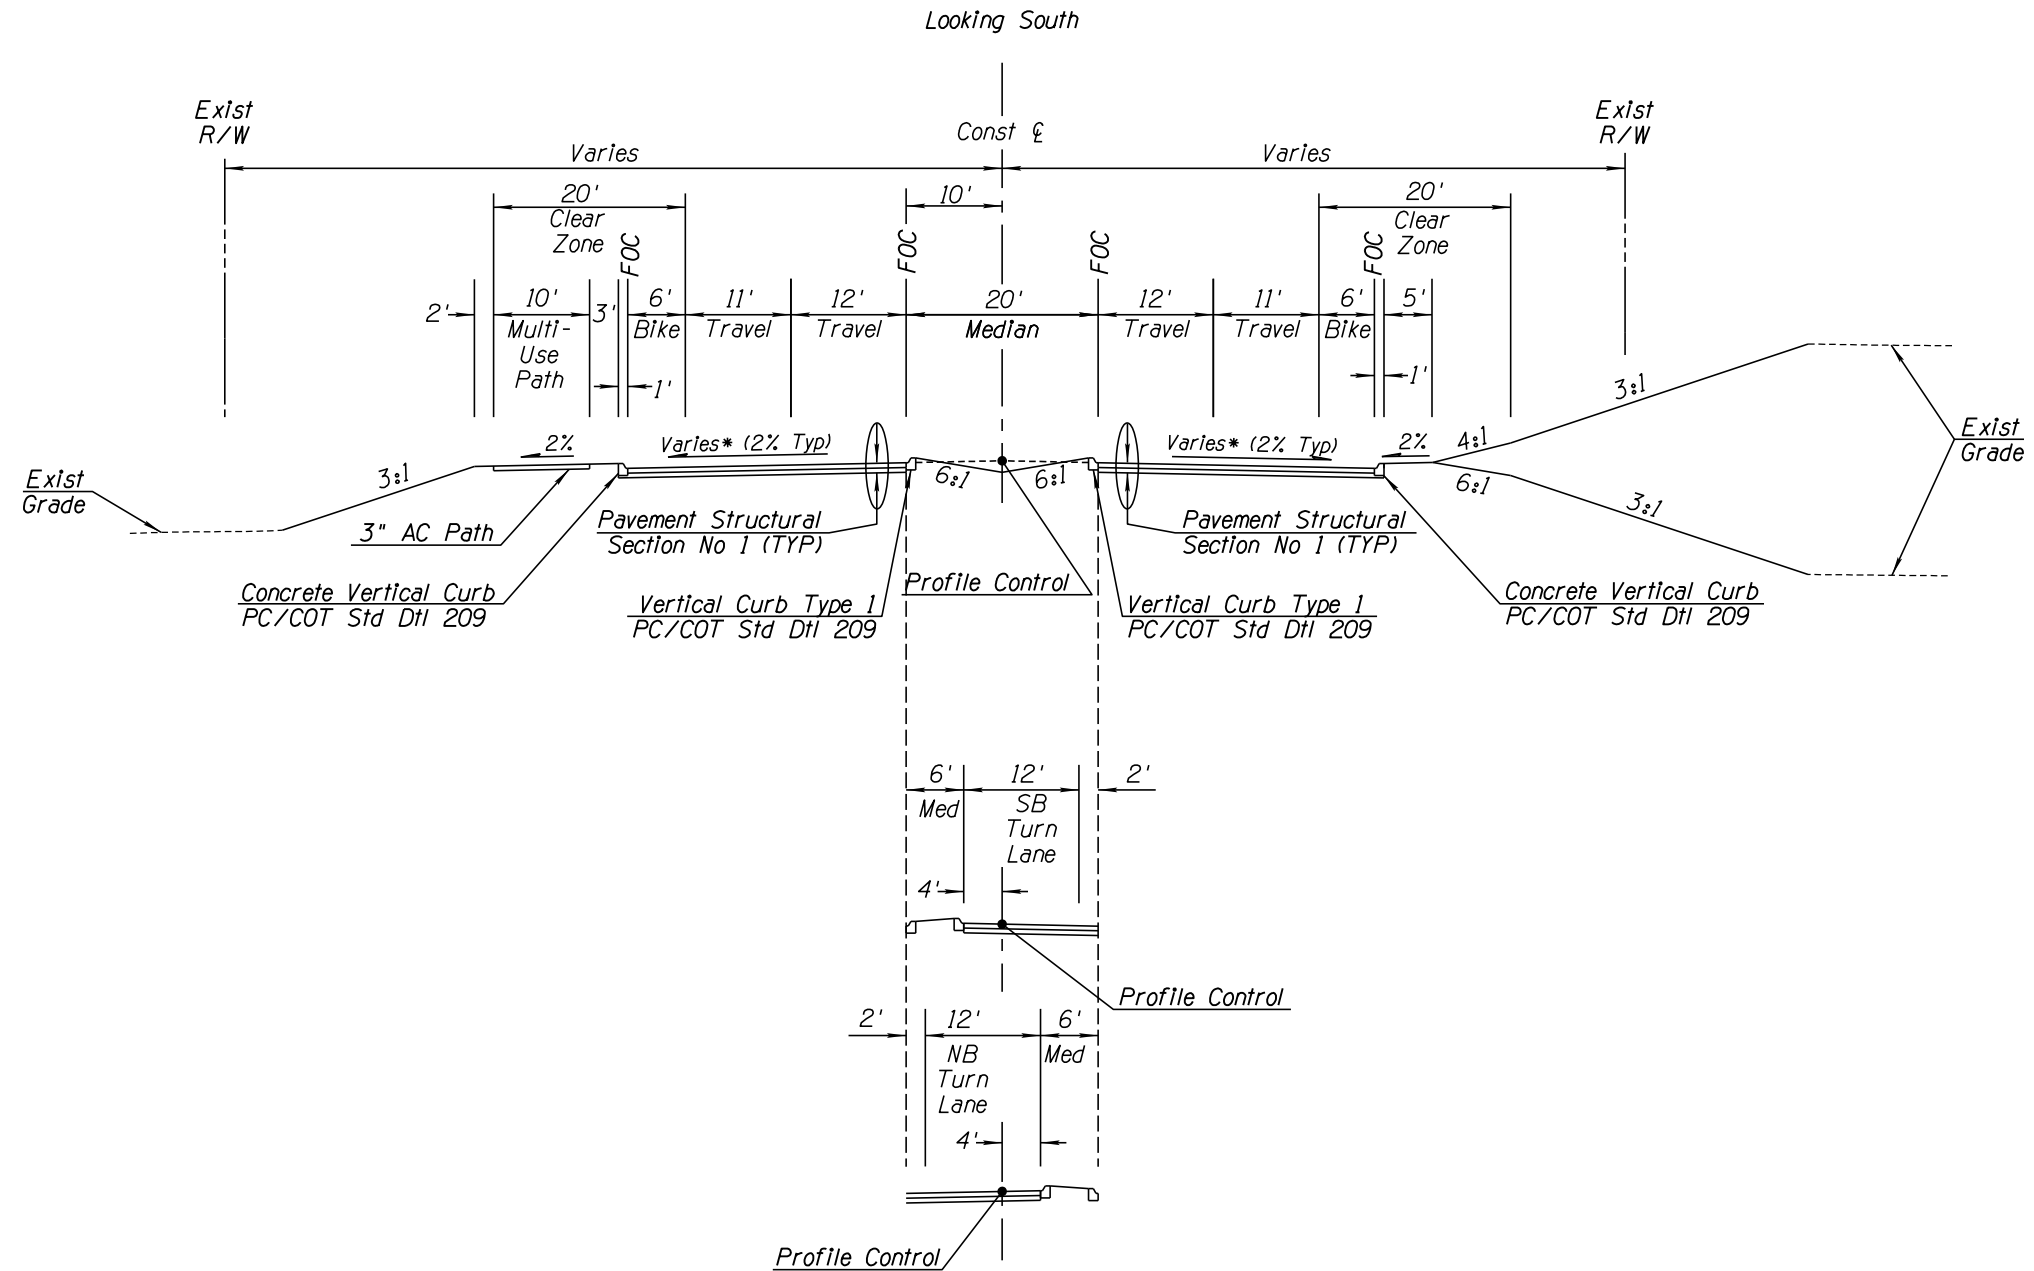 Looking South
Exist
R/W
Const ℄
Exist
R/W
Varies
Varies
20'
Clear
Zone
10'
20'
Clear
Zone
FOC
FOC
FOC
FOC
2'
10'
Multi-
Use
Path
3'
6'
Bike
11'
Travel
12'
Travel
20'
Median
12'
Travel
11'
Travel
6'
Bike
5'
1'
1'
3:1
2%
Varies* (2% Typ)
6:1
6:1
Varies* (2% Typ)
2%
4:1
3:1
6:1
3:1
Exist
Grade
Exist
Grade
3" AC Path
Pavement Structural
Section No 1 (TYP)
Pavement Structural
Section No 1 (TYP)
Profile Control
Concrete Vertical Curb
PC/COT Std Dtl 209
Vertical Curb Type 1
PC/COT Std Dtl 209
Vertical Curb Type 1
PC/COT Std Dtl 209
Concrete Vertical Curb
PC/COT Std Dtl 209
6'
Med
12'
SB
Turn
Lane
2'
4'
Profile Control
2'
12'
NB
Turn
Lane
6'
Med
4'
Profile Control